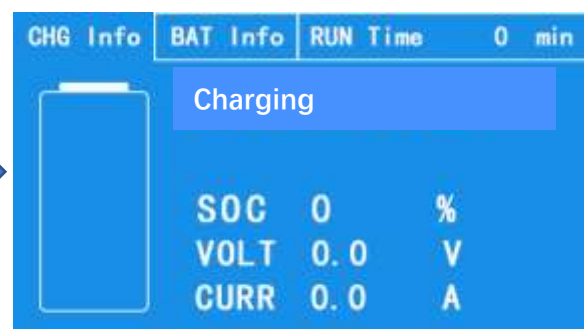 CHG Info BAT Info RUN Time 0 min
Charging
SOC 0 %
VOLT 0.0 V
CURR 0.0 A